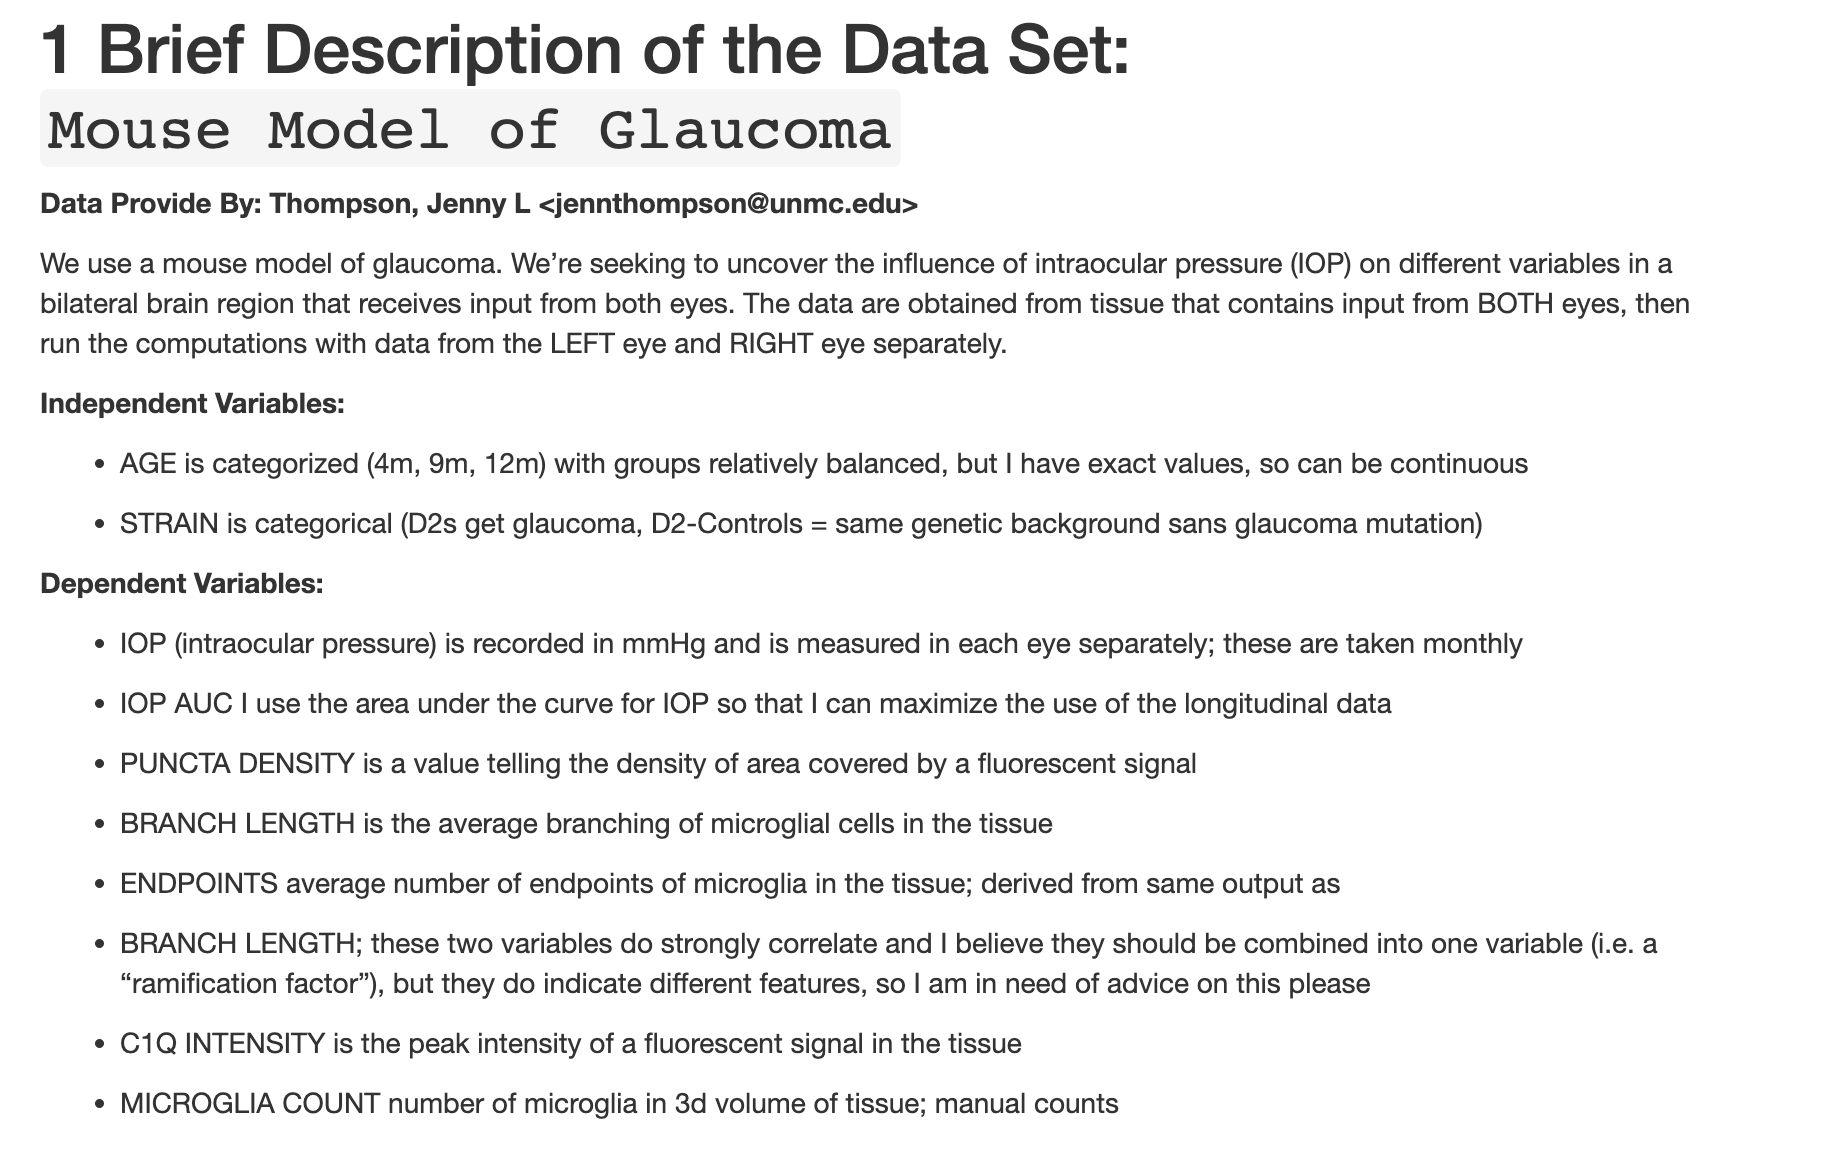 1 Brief Description of the Data Set:
Mouse Model of Glaucoma
Data Provide By: Thompson, Jenny L <jennthompson@unmc.edu>
We use a mouse model of glaucoma. We’re seeking to uncover the influence of intraocular pressure (IOP) on different variables in a
bilateral brain region that receives input from both eyes. The data are obtained from tissue that contains input from BOTH eyes, then
run the computations with data from the LEFT eye and RIGHT eye separately.
Independent Variables:
• AGE is categorized (4m, 9m, 12m) with groups relatively balanced, but I have exact values, so can be continuous
• STRAIN is categorical (D2s get glaucoma, D2-Controls = same genetic background sans glaucoma mutation)
Dependent Variables:
• IOP (intraocular pressure) is recorded in mmHg and is measured in each eye separately; these are taken monthly
• IOP AUC I use the area under the curve for IOP so that I can maximize the use of the longitudinal data
• PUNCTA DENSITY is a value telling the density of area covered by a fluorescent signal
• BRANCH LENGTH is the average branching of microglial cells in the tissue
• ENDPOINTS average number of endpoints of microglia in the tissue; derived from same output as
• BRANCH LENGTH; these two variables do strongly correlate and I believe they should be combined into one variable (i.e. a
“ramification factor”), but they do indicate different features, so I am in need of advice on this please
• C1Q INTENSITY is the peak intensity of a fluorescent signal in the tissue
• MICROGLIA COUNT number of microglia in 3d volume of tissue; manual counts